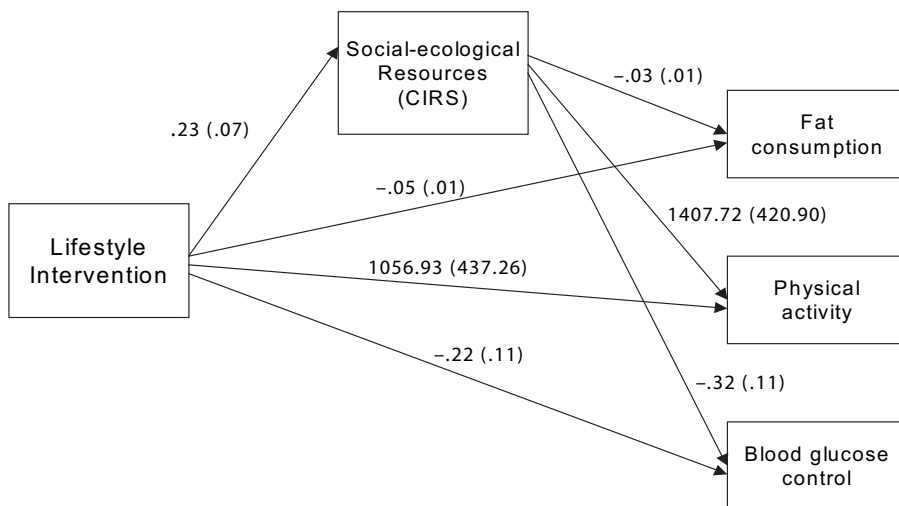 Social-ecological
Resources
(CIRS)
–.03 (.01)
Fat
consumption
.23 (.07)
–.05 (.01)
1407.72 (420.90)
Lifestyle
Intervention
1056.93 (437.26)
Physical
activity
–.22 (.11)
–.32 (.11)
Blood glucose
control